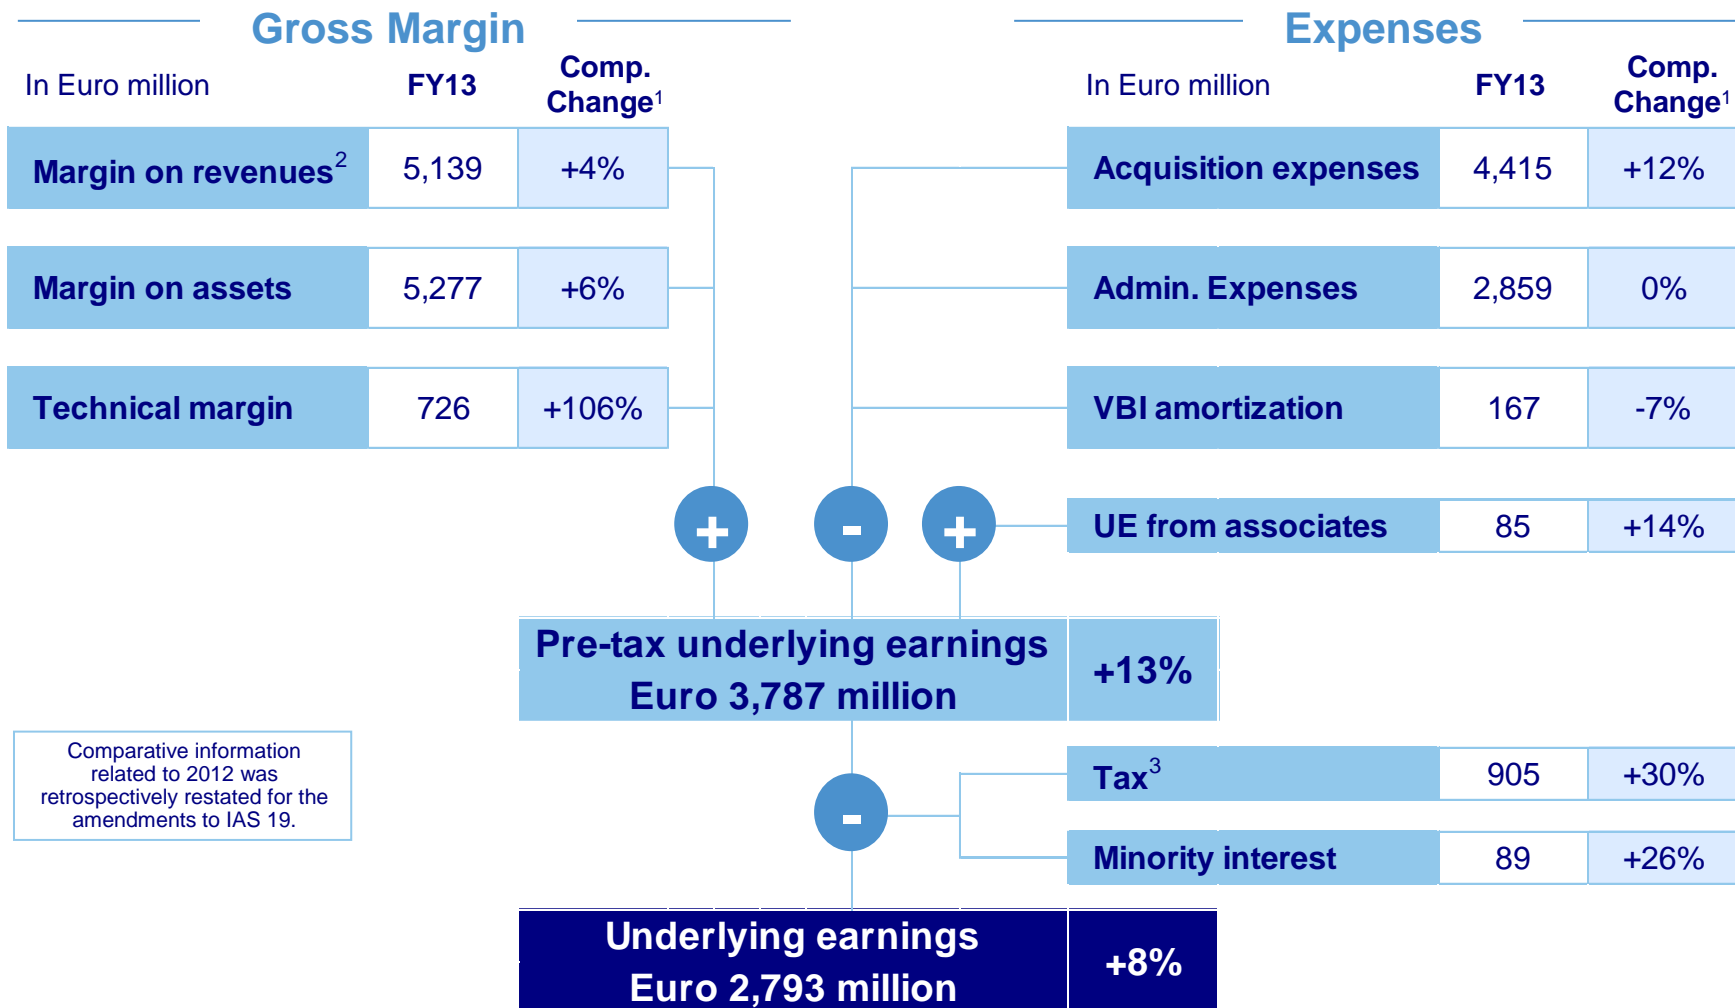 Gross Margin
In Euro million FY13 Comp. Change¹
Margin on revenues² 5,139 +4%
Margin on assets 5,277 +6%
Technical margin 726 +106%
Expenses
In Euro million FY13 Comp. Change¹
Acquisition expenses 4,415 +12%
Admin. Expenses 2,859 0%
VBI amortization 167 -7%
UE from associates 85 +14%
+ - +
Pre-tax underlying earnings
Euro 3,787 million
+13%
Comparative information
related to 2012 was
retrospectively restated for the
amendments to IAS 19.
-
Tax³ 905 +30%
Minority interest 89 +26%
Underlying earnings
Euro 2,793 million
+8%